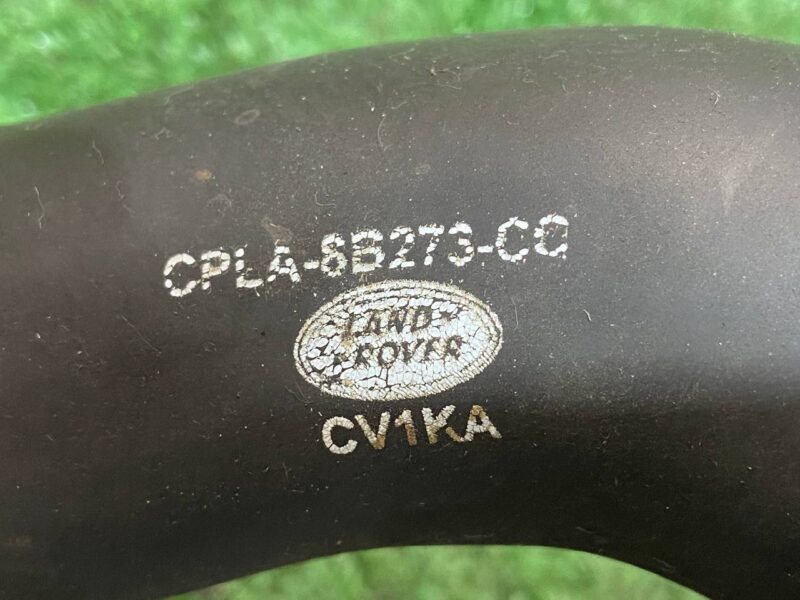 CPLA-8B273-CC
LAND-
ROVER
CV1KA